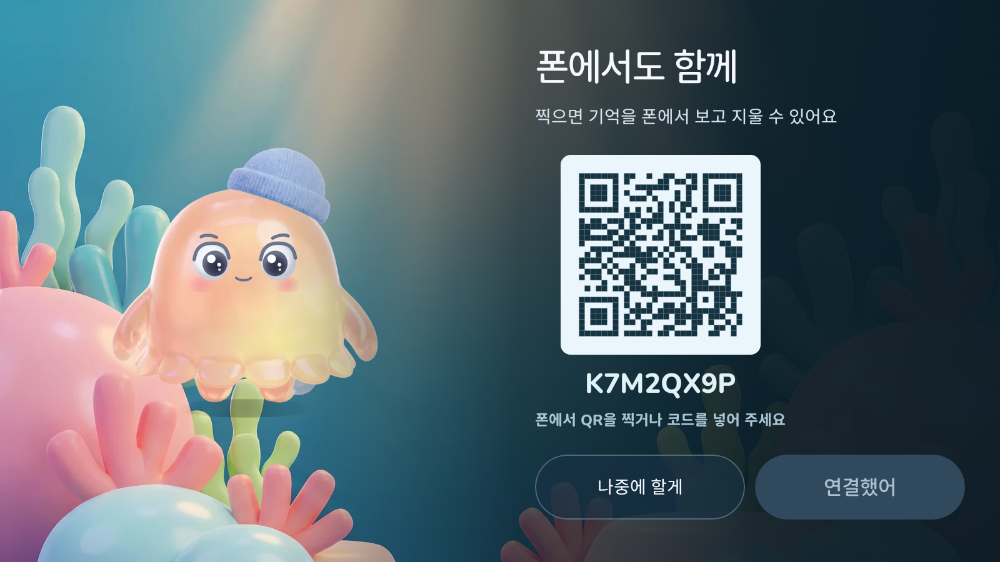 폰에서도 함께
찍으면 기억을 폰에서 보고 지울 수 있어요
K7M2QX9P
폰에서 QR을 찍거나 코드를 넣어 주세요
나중에 할게
연결했어